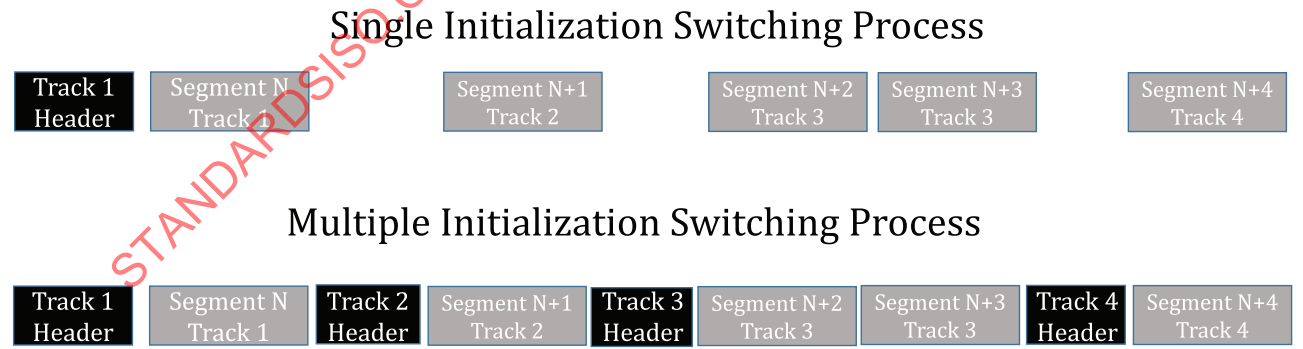 Single Initialization Switching Process
Track 1
Header
Segment N
Track 1
Segment N+1
Track 2
Segment N+2
Track 3
Segment N+3
Track 3
Segment N+4
Track 4
STANDARDSISO.
Multiple Initialization Switching Process
Track 1
Header
Segment N
Track 1
Track 2
Header
Segment N+1
Track 2
Track 3
Header
Segment N+2
Track 3
Segment N+3
Track 3
Track 4
Header
Segment N+4
Track 4